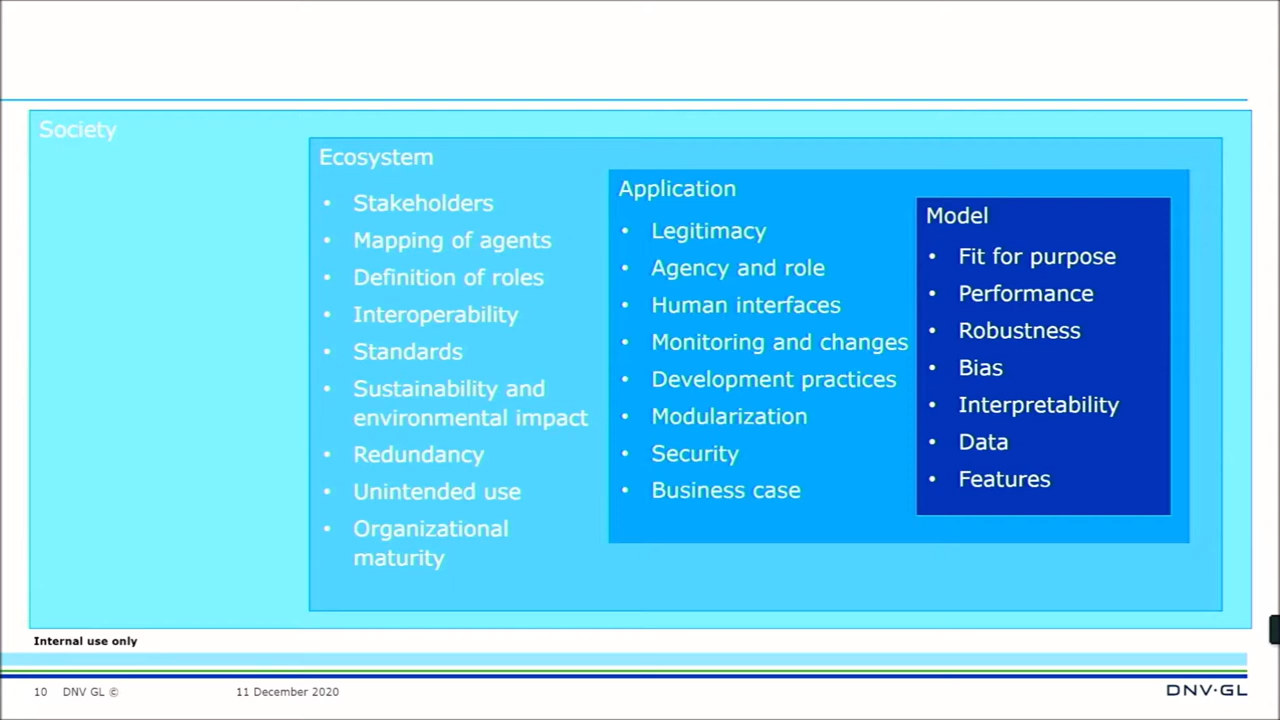 Society
Ecosystem
• Stakeholders
• Mapping of agents
• Definition of roles
• Interoperability
• Standards
• Sustainability and
environmental impact
• Redundancy
• Unintended use
• Organizational
maturity
Application
• Legitimacy
• Agency and role
• Human interfaces
• Monitoring and changes
• Development practices
• Modularization
• Security
• Business case
Model
• Fit for purpose
• Performance
• Robustness
• Bias
• Interpretability
• Data
• Features
Internal use only
10 DNV GL © 11 December 2020
DNV·GL